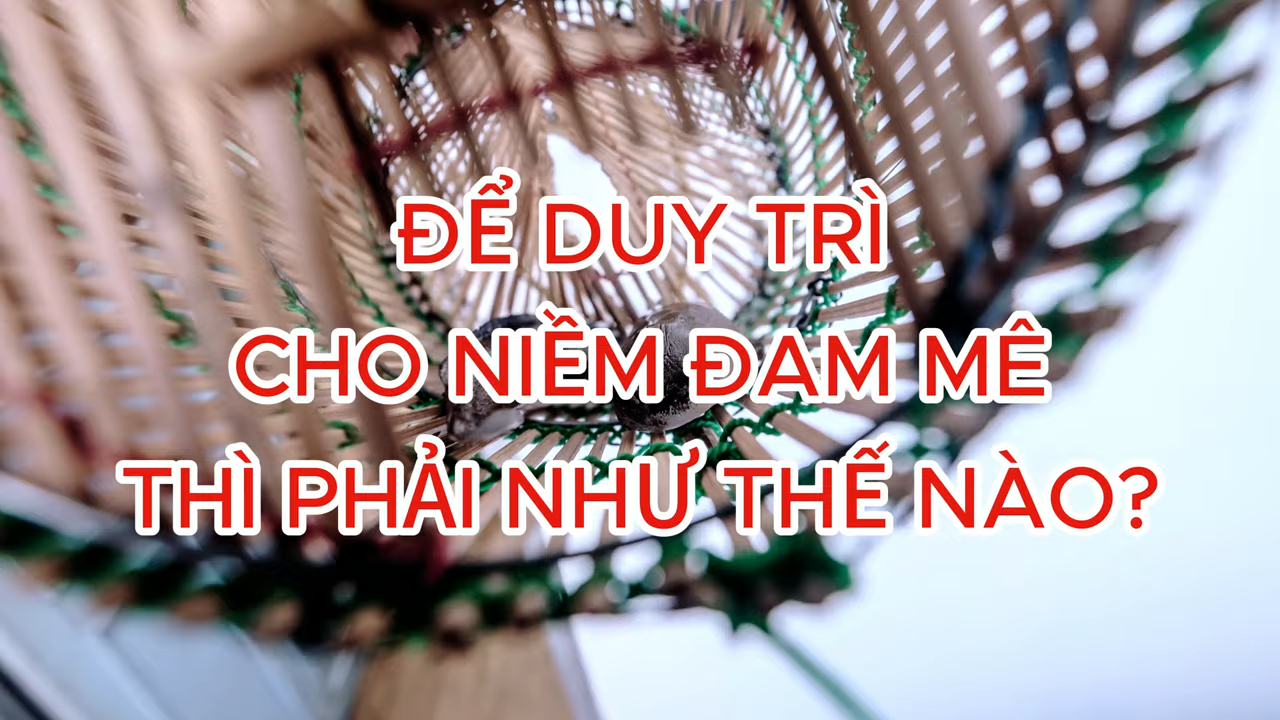 ĐỂ DUY TRÌ
CHO NIỀM ĐAM MÊ
THÌ PHẢI NHƯ THẾ NÀO?